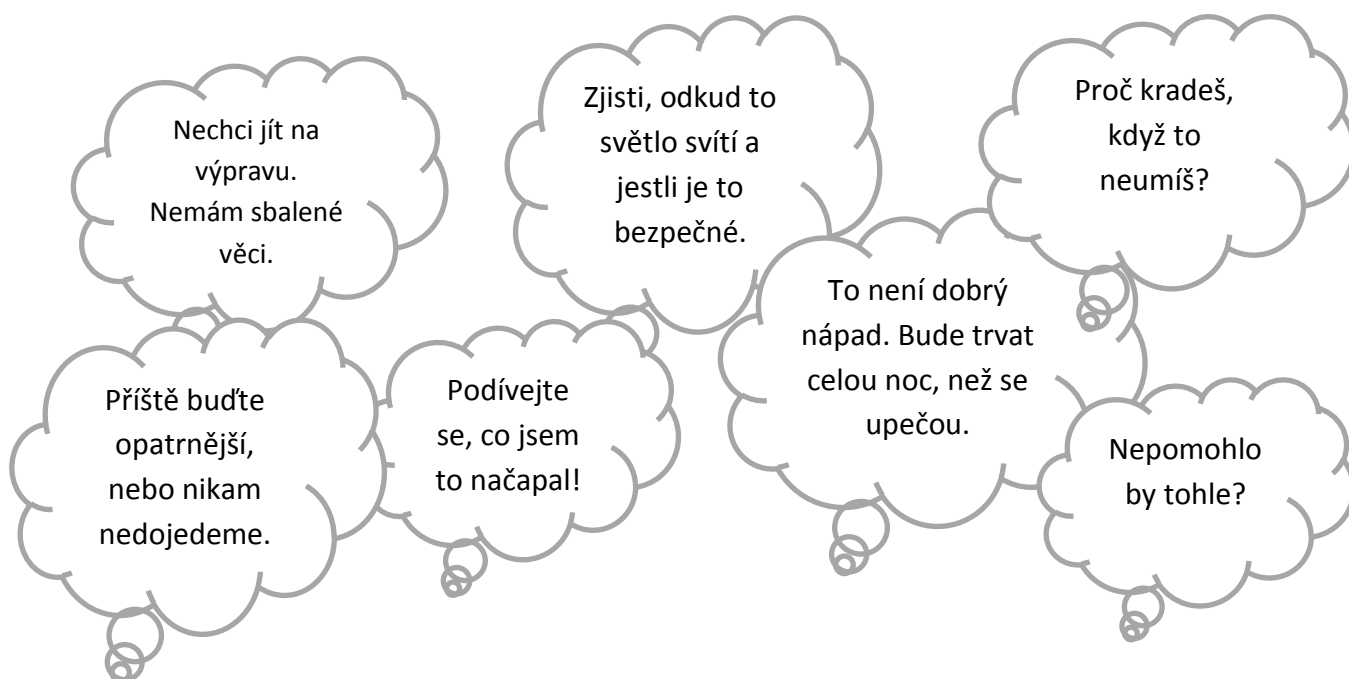 Nechci jít na
výpravu.
Nemám sbalené
věci.
Zjisti, odkud to
světlo svítí a
jestli je to
bezpečné.
Proč kradeš,
když to
neumíš?
Příště buďte
opatrnější,
nebo nikam
nedojedeme.
Podívejte
se, co jsem
to načapal!
To není dobrý
nápad. Bude trvat
celou noc, než se
upečou.
Nepomohlo
by tohle?